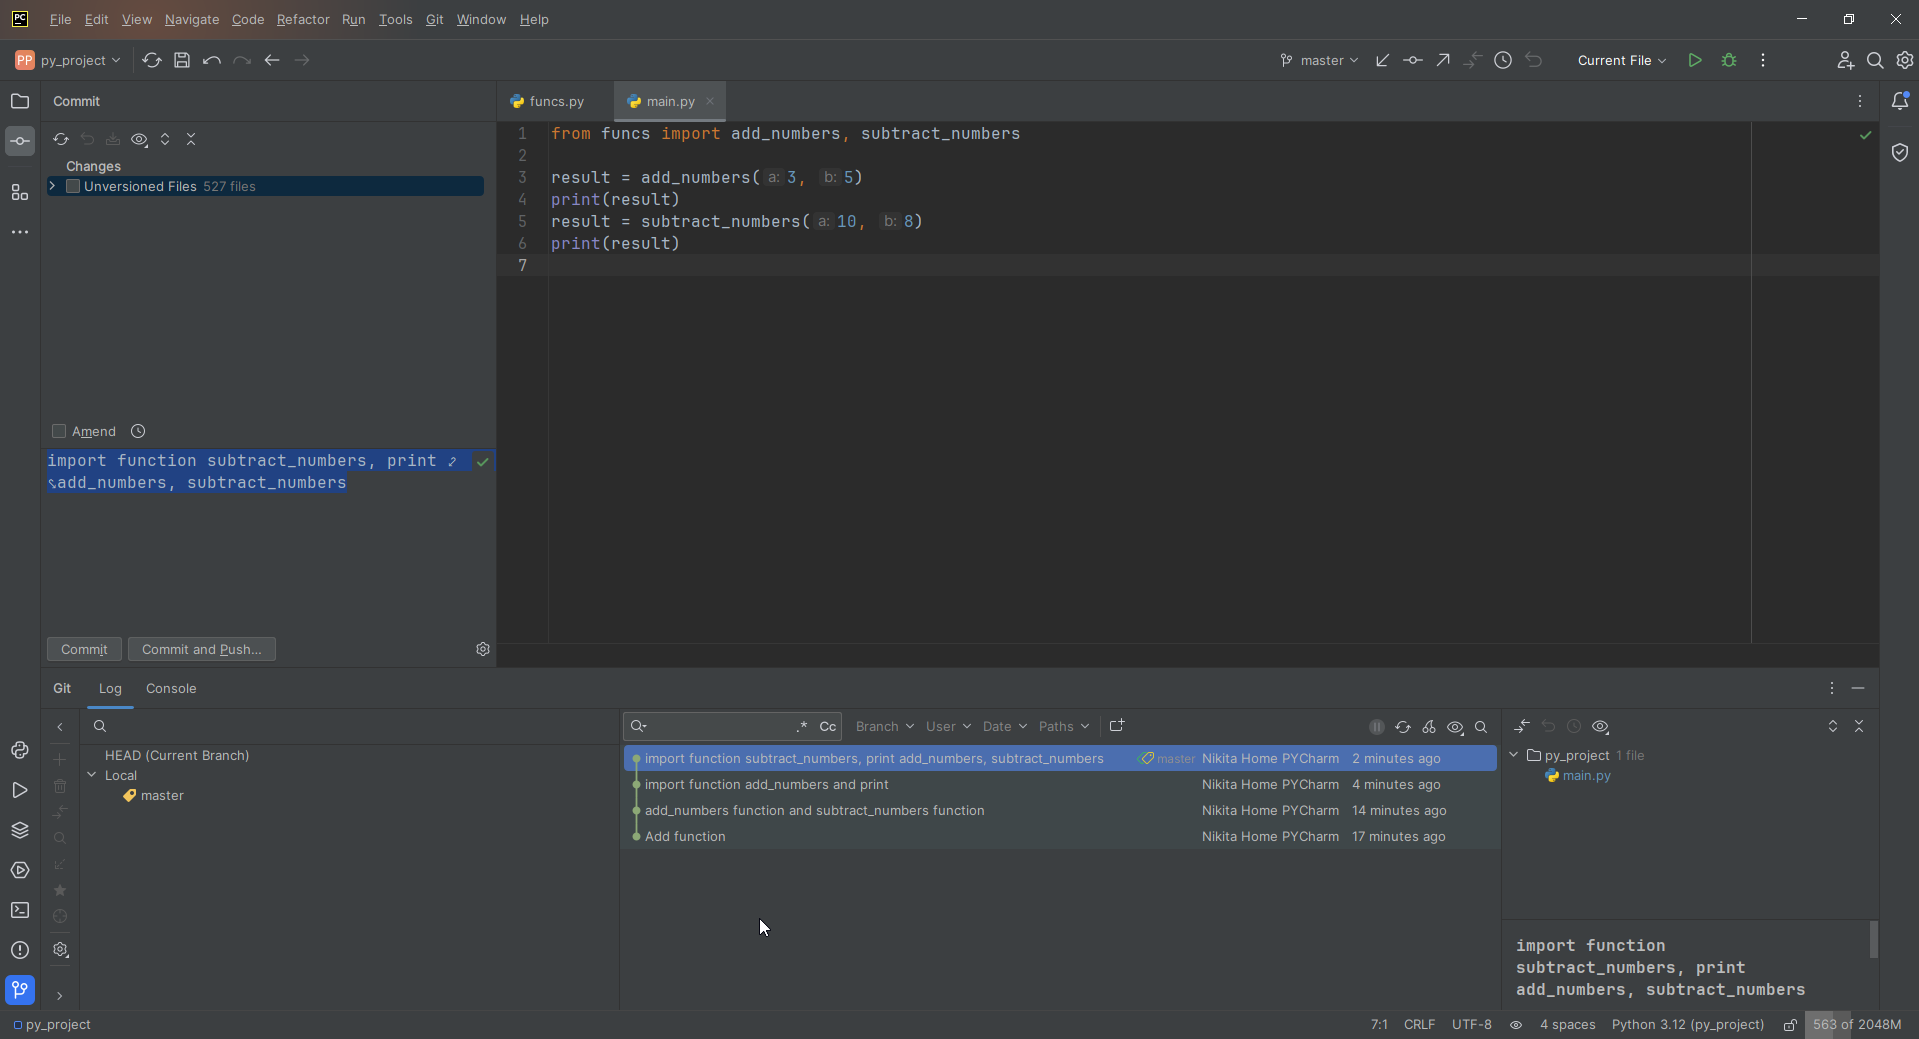 PC File Edit View Navigate Code Refactor Run Tools Git Window Help
PP py_project master Current File
Commit
funcs.py main.py
Changes
Unversioned Files 527 files
1 from funcs import add_numbers, subtract_numbers
2
3 result = add_numbers( a: 3, b: 5)
4 print(result)
5 result = subtract_numbers( a: 10, b: 8)
6 print(result)
7
Amend
import function subtract_numbers, print
add_numbers, subtract_numbers
Commit Commit and Push...
Git Log Console
.* Cc Branch User Date Paths
HEAD (Current Branch)
Local
master
import function subtract_numbers, print add_numbers, subtract_numbers master Nikita Home PYCharm 2 minutes ago
import function add_numbers and print Nikita Home PYCharm 4 minutes ago
add_numbers function and subtract_numbers function Nikita Home PYCharm 14 minutes ago
Add function Nikita Home PYCharm 17 minutes ago
py_project 1 file
main.py
import function
subtract_numbers, print
add_numbers, subtract_numbers
py_project 7:1 CRLF UTF-8 4 spaces Python 3.12 (py_project) 563 of 2048M